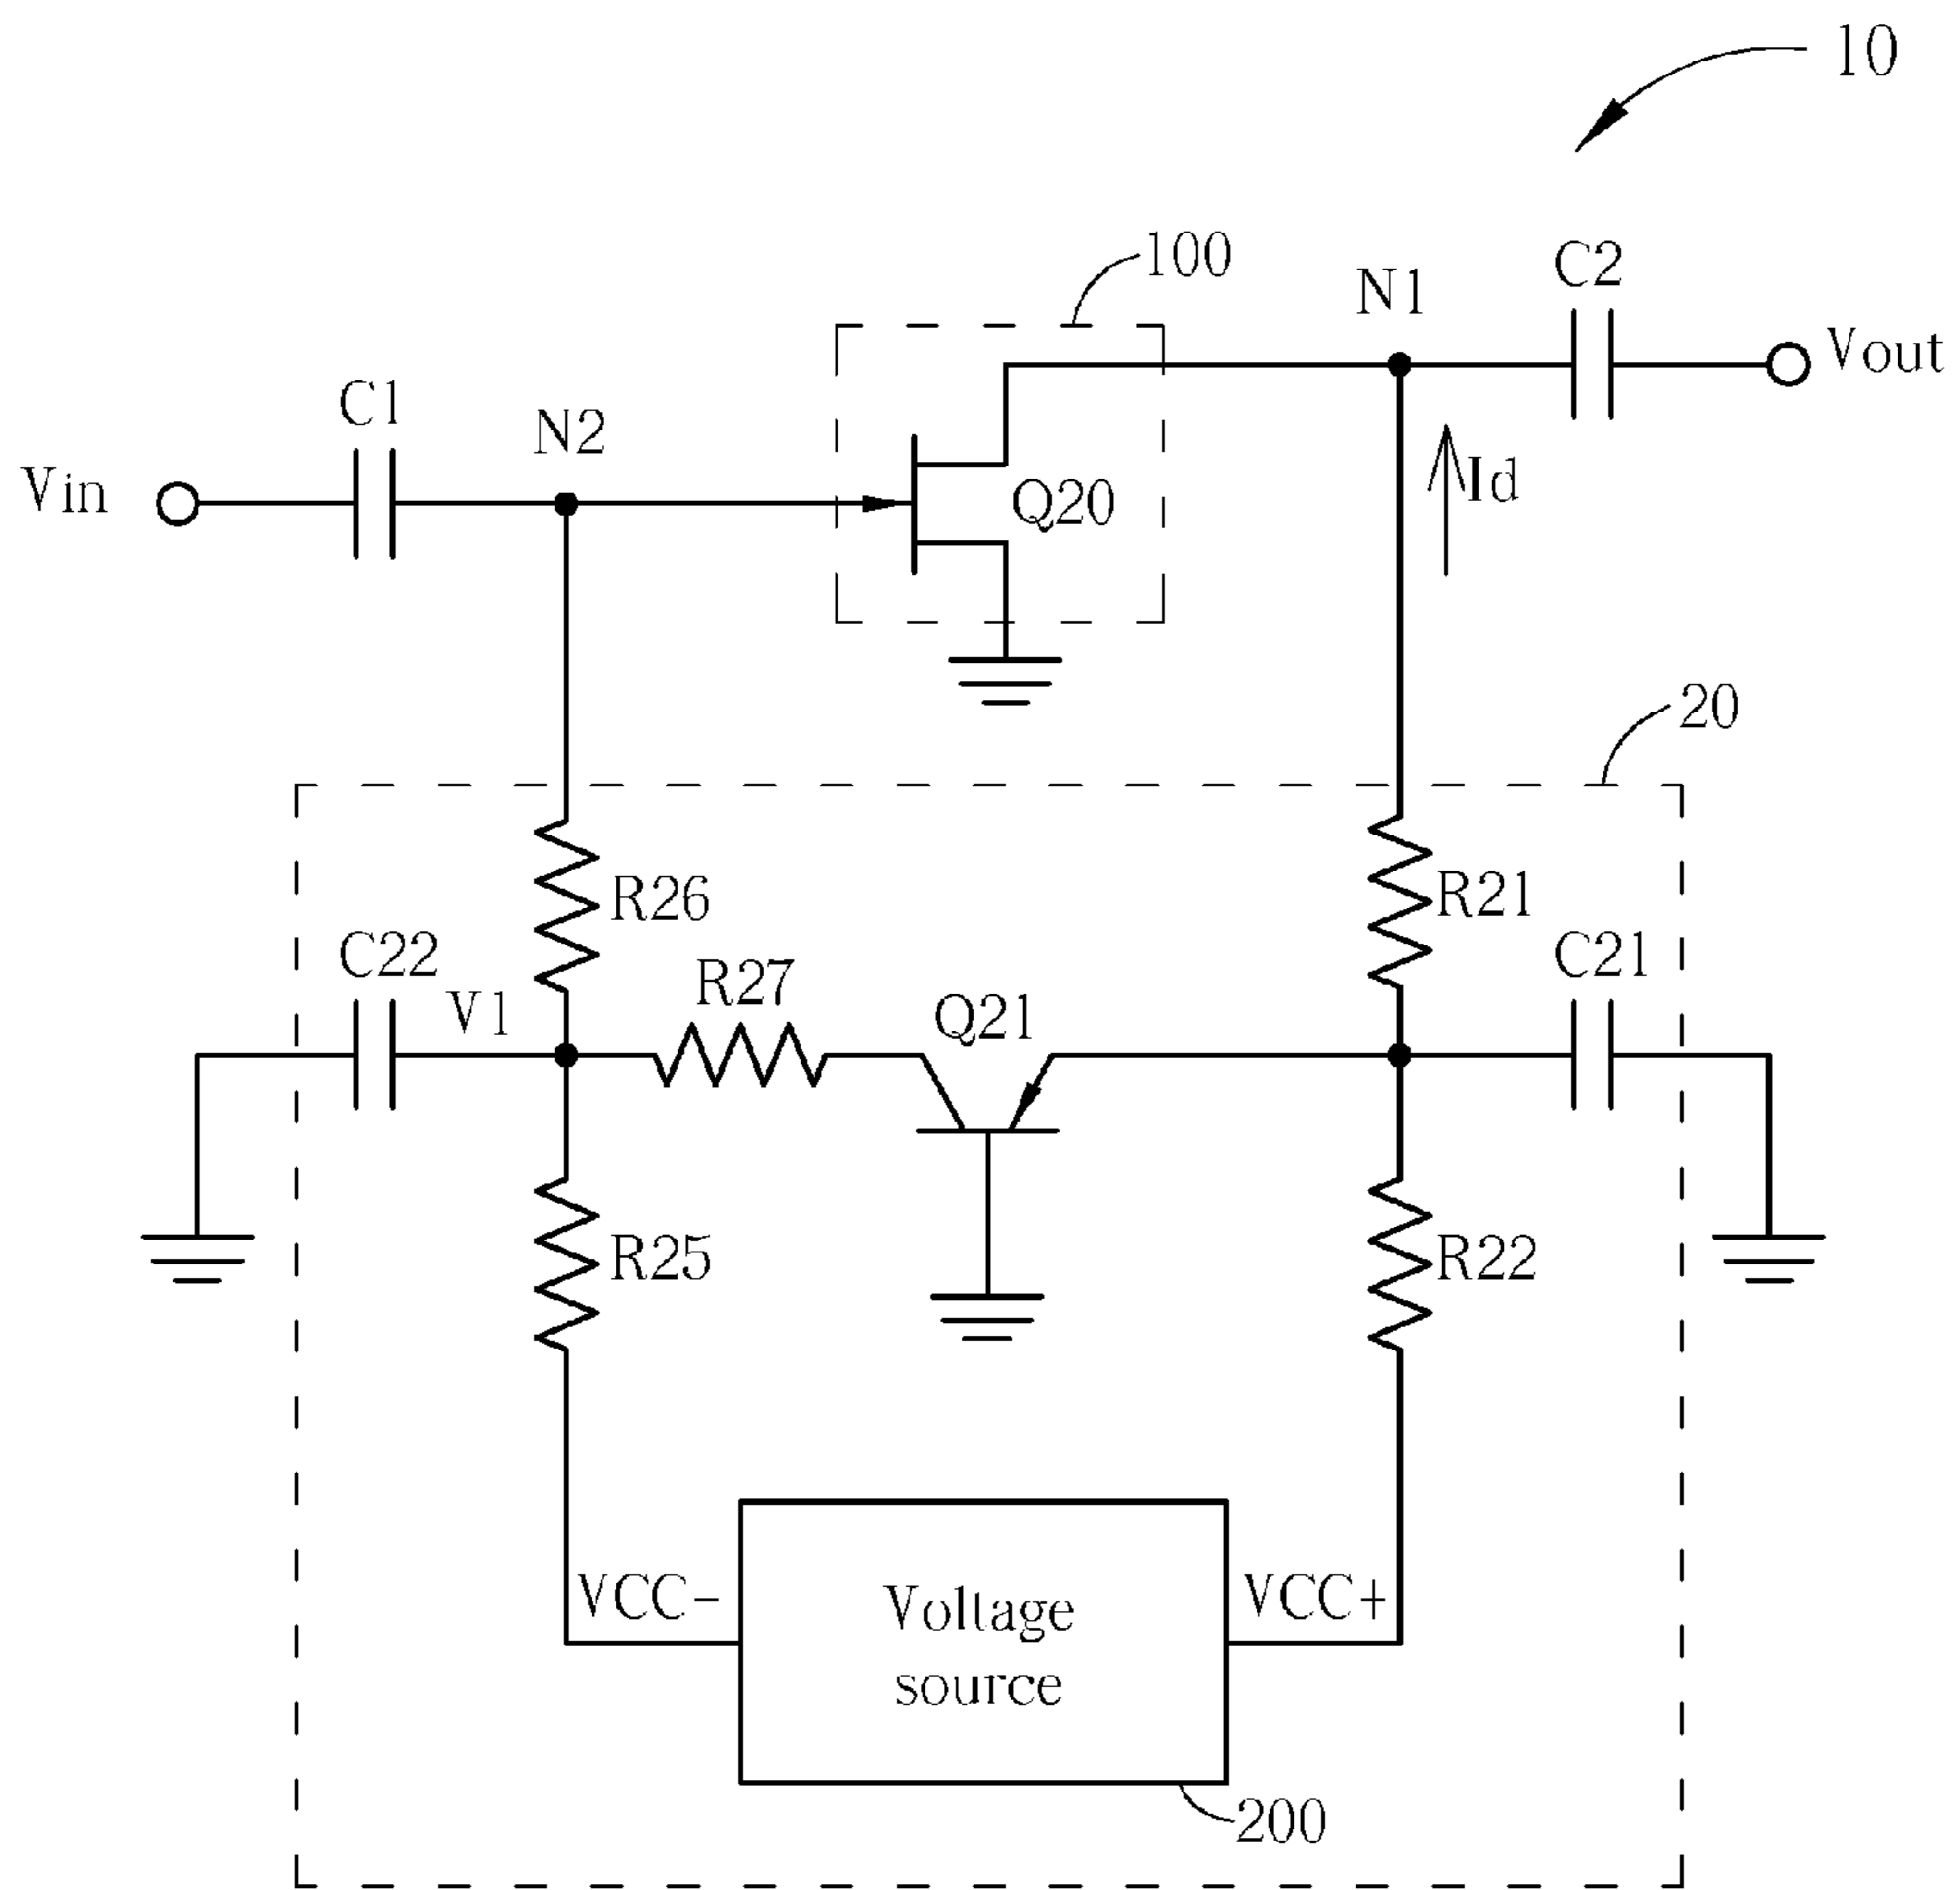 10
100
C2
N1
Vout
C1
N2
Vin
Q20
Id
20
R26
R21
C22
C21
R27
V1
Q21
R25
R22
VCC-
VCC+
Voltage
source
200